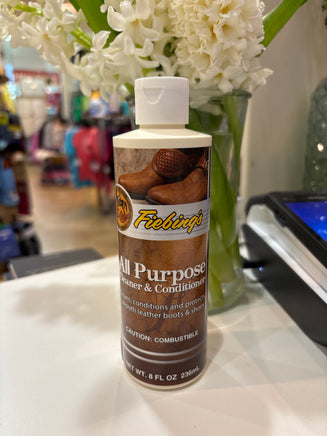 Fiebing's
All Purpose
Cleaner & Conditioner
conditions and protects
smooth leather boots & shoes
CAUTION: COMBUSTIBLE
NET WT. 8 FL OZ 236mL